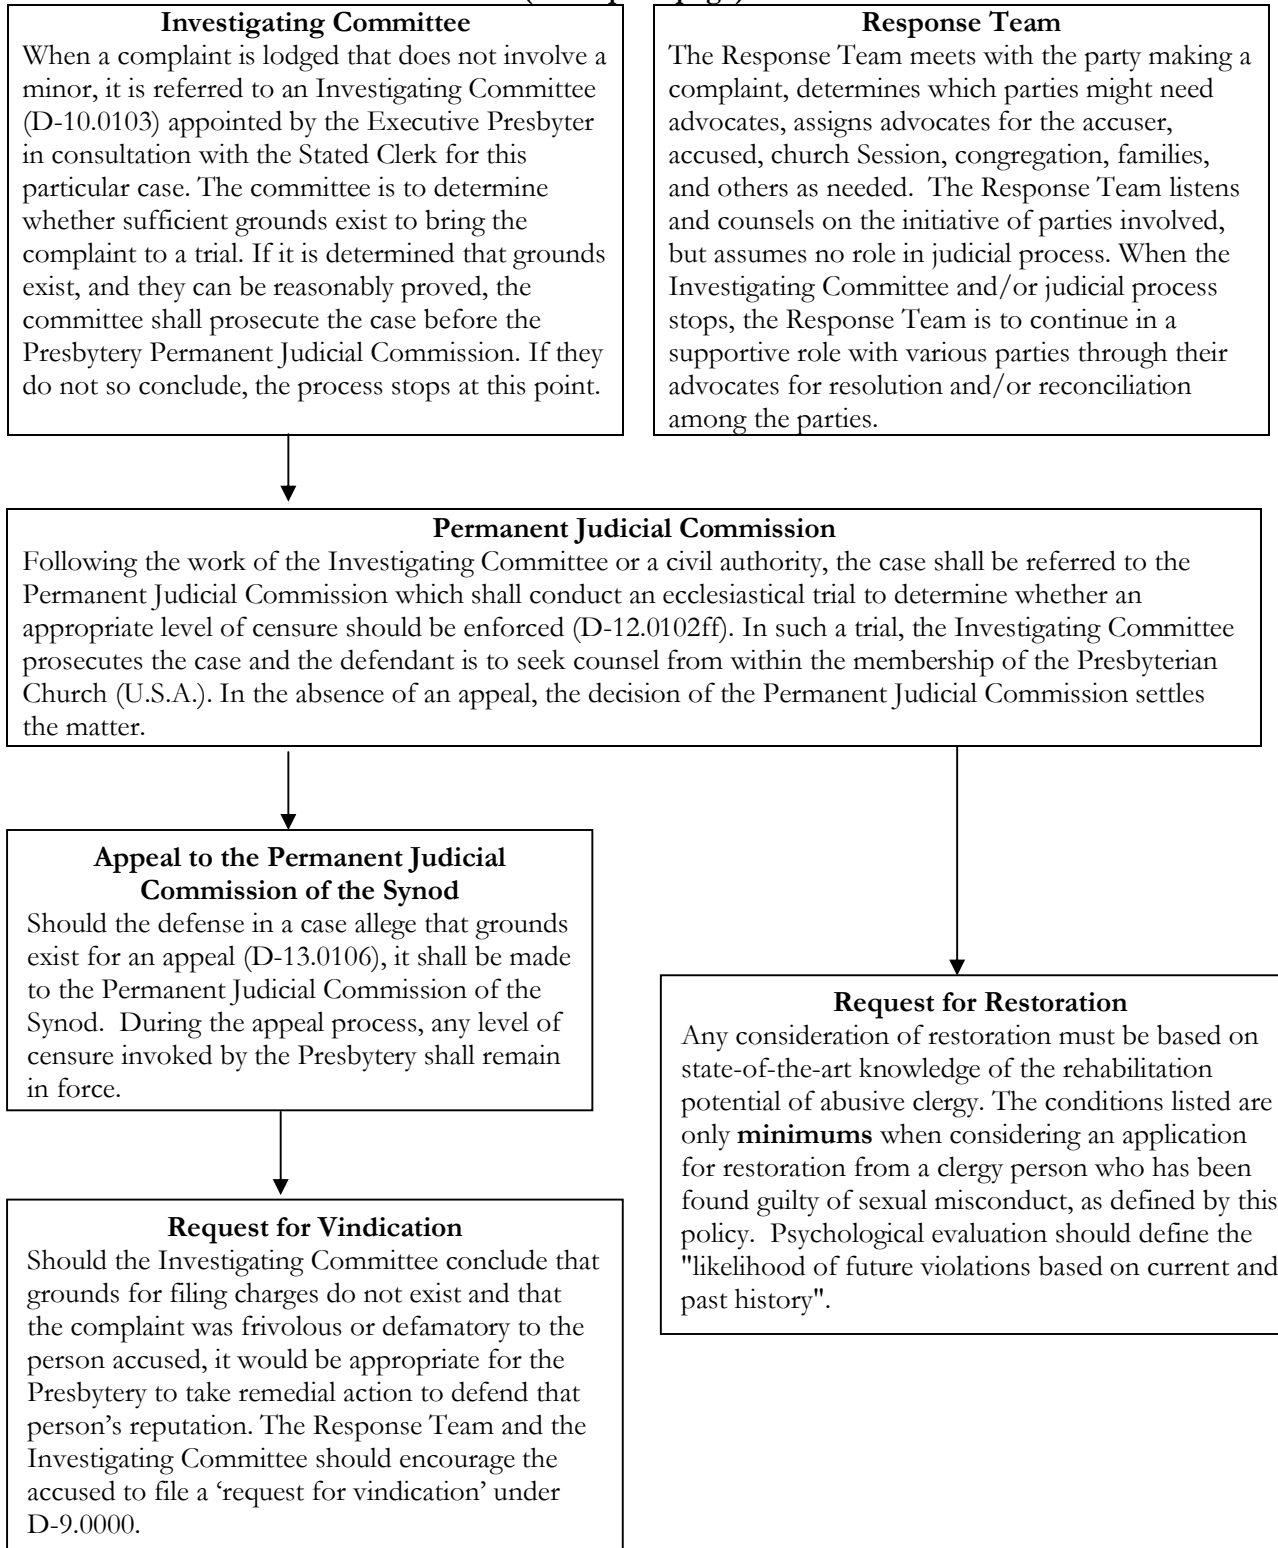 Investigating Committee
When a complaint is lodged that does not involve a
minor, it is referred to an Investigating Committee
(D-10.0103) appointed by the Executive Presbyter
in consultation with the Stated Clerk for this
particular case. The committee is to determine
whether sufficient grounds exist to bring the
complaint to a trial. If it is determined that grounds
exist, and they can be reasonably proved, the
committee shall prosecute the case before the
Presbytery Permanent Judicial Commission. If they
do not so conclude, the process stops at this point.
Response Team
The Response Team meets with the party making a
complaint, determines which parties might need
advocates, assigns advocates for the accuser,
accused, church Session, congregation, families,
and others as needed.  The Response Team listens
and counsels on the initiative of parties involved,
but assumes no role in judicial process. When the
Investigating Committee and/or judicial process
stops, the Response Team is to continue in a
supportive role with various parties through their
advocates for resolution and/or reconciliation
among the parties.
Permanent Judicial Commission
Following the work of the Investigating Committee or a civil authority, the case shall be referred to the
Permanent Judicial Commission which shall conduct an ecclesiastical trial to determine whether an
appropriate level of censure should be enforced (D-12.0102ff). In such a trial, the Investigating Committee
prosecutes the case and the defendant is to seek counsel from within the membership of the Presbyterian
Church (U.S.A.). In the absence of an appeal, the decision of the Permanent Judicial Commission settles
the matter.
Appeal to the Permanent Judicial
Commission of the Synod
Should the defense in a case allege that grounds
exist for an appeal (D-13.0106), it shall be made
to the Permanent Judicial Commission of the
Synod.  During the appeal process, any level of
censure invoked by the Presbytery shall remain
in force.
Request for Restoration
Any consideration of restoration must be based on
state-of-the-art knowledge of the rehabilitation
potential of abusive clergy. The conditions listed are
only minimums when considering an application
for restoration from a clergy person who has been
found guilty of sexual misconduct, as defined by this
policy.  Psychological evaluation should define the
"likelihood of future violations based on current and
past history".
Request for Vindication
Should the Investigating Committee conclude that
grounds for filing charges do not exist and that
the complaint was frivolous or defamatory to the
person accused, it would be appropriate for the
Presbytery to take remedial action to defend that
person’s reputation. The Response Team and the
Investigating Committee should encourage the
accused to file a ‘request for vindication’ under
D-9.0000.